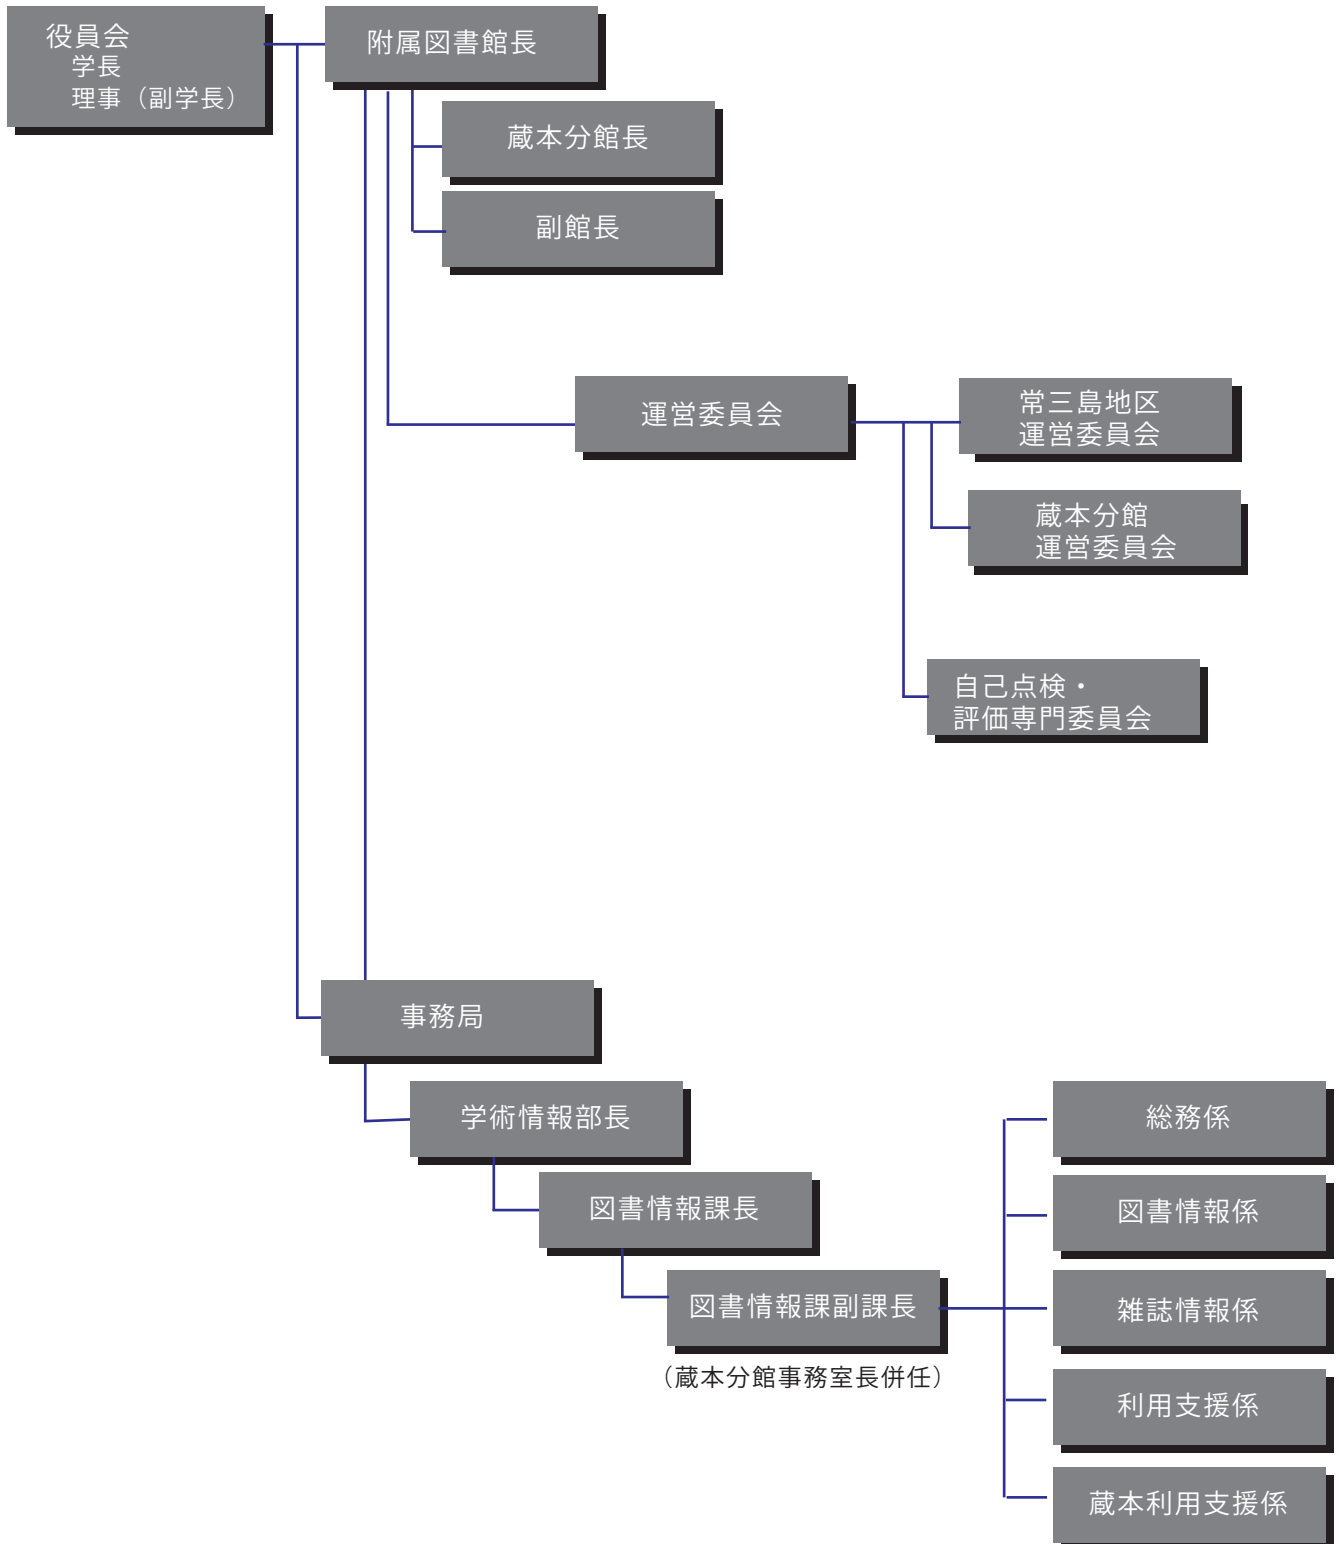 役員会
学長
理事（副学長）
附属図書館長
蔵本分館長
副館長
運営委員会
常三島地区
運営委員会
蔵本分館
運営委員会
自己点検・
評価専門委員会
事務局
学術情報部長
図書情報課長
図書情報課副課長
（蔵本分館事務室長併任）
総務係
図書情報係
雑誌情報係
利用支援係
蔵本利用支援係